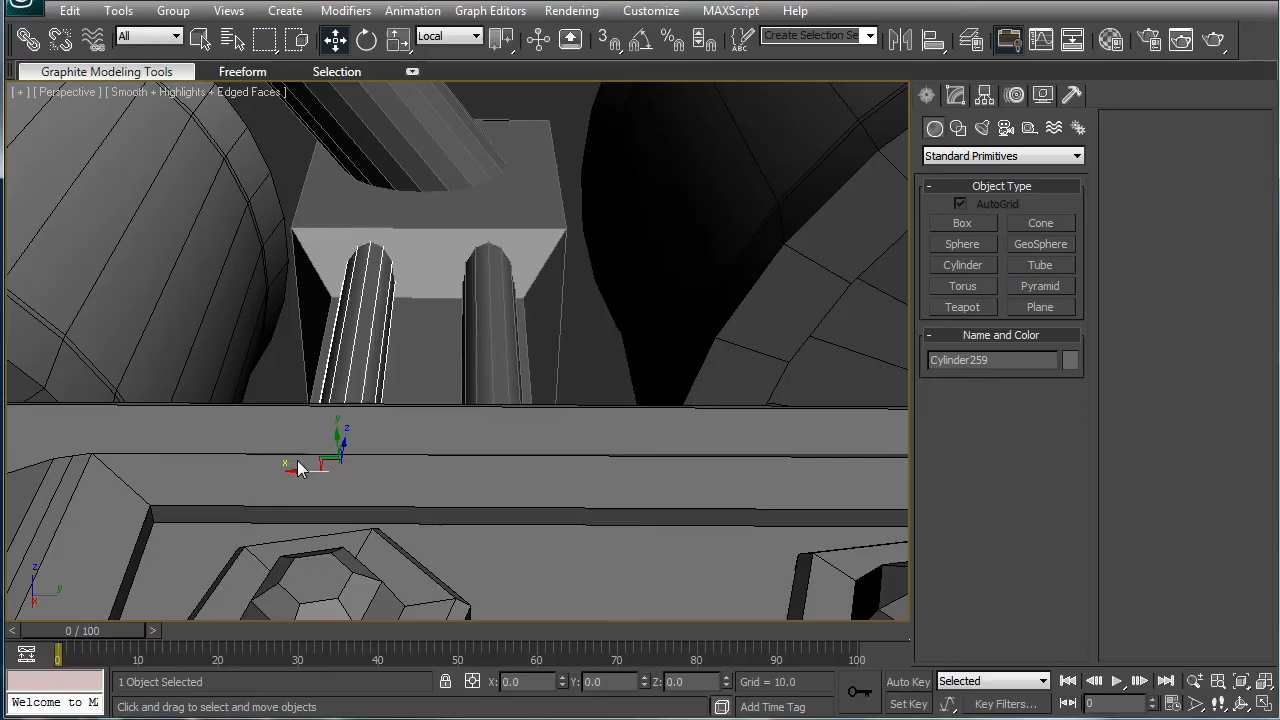 Edit Tools Group Views Create Modifiers Animation Graph Editors Rendering Customize MAXScript Help
All Local 3 Create Selection Se
Graphite Modeling Tools Freeform Selection
[ + ] [ Perspective ] [ Smooth + Highlights + Edged Faces ]
Standard Primitives
- Object Type
AutoGrid
Box Cone
Sphere GeoSphere
Cylinder Tube
Torus Pyramid
Teapot Plane
- Name and Color
Cylinder259
y
z
x
z
y
x
< 0 / 100 >
0 10 20 30 40 50 60 70 80 90 100
1 Object Selected X: 0.0 Y: 0.0 Z: 0.0 Grid = 10.0 Auto Key Selected
Welcome to M Click and drag to select and move objects Add Time Tag Set Key Key Filters... 0